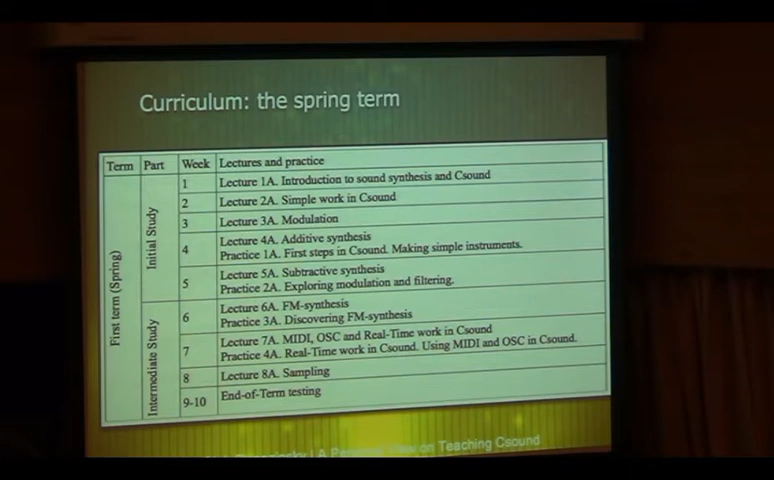 Curriculum: the spring term
Term Part Week Lectures and practice
First term (Spring)
Initial Study
1 Lecture 1A. Introduction to sound synthesis and Csound
2 Lecture 2A. Simple work in Csound
3 Lecture 3A. Modulation
4 Lecture 4A. Additive synthesis
Practice 1A. First steps in Csound. Making simple instruments.
5 Lecture 5A. Subtractive synthesis
Practice 2A. Exploring modulation and filtering.
Intermediate Study
6 Lecture 6A. FM-synthesis
Practice 3A. Discovering FM-synthesis
7 Lecture 7A. MIDI, OSC and Real-Time work in Csound
Practice 4A. Real-Time work in Csound. Using MIDI and OSC in Csound.
8 Lecture 8A. Sampling
9-10 End-of-Term testing
| A on Teaching Csound